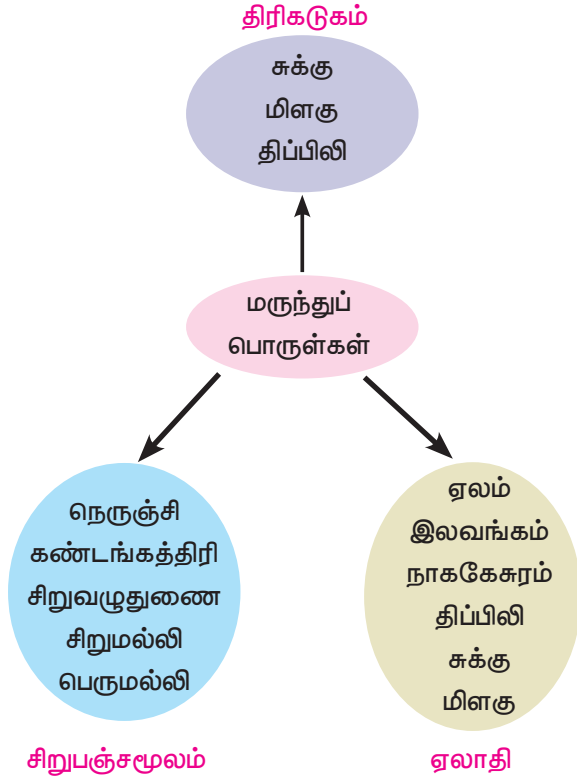 திரிகடுகம்
சுக்கு
மிளகு
திப்பிலி
மருந்துப்
பொருள்கள்
நெருஞ்சி
கண்டங்கத்திரி
சிறுவழுதுணை
சிறுமல்லி
பெருமல்லி
சிறுபஞ்சமூலம்
ஏலம்
இலவங்கம்
நாககேசுரம்
திப்பிலி
சுக்கு
மிளகு
ஏலாதி